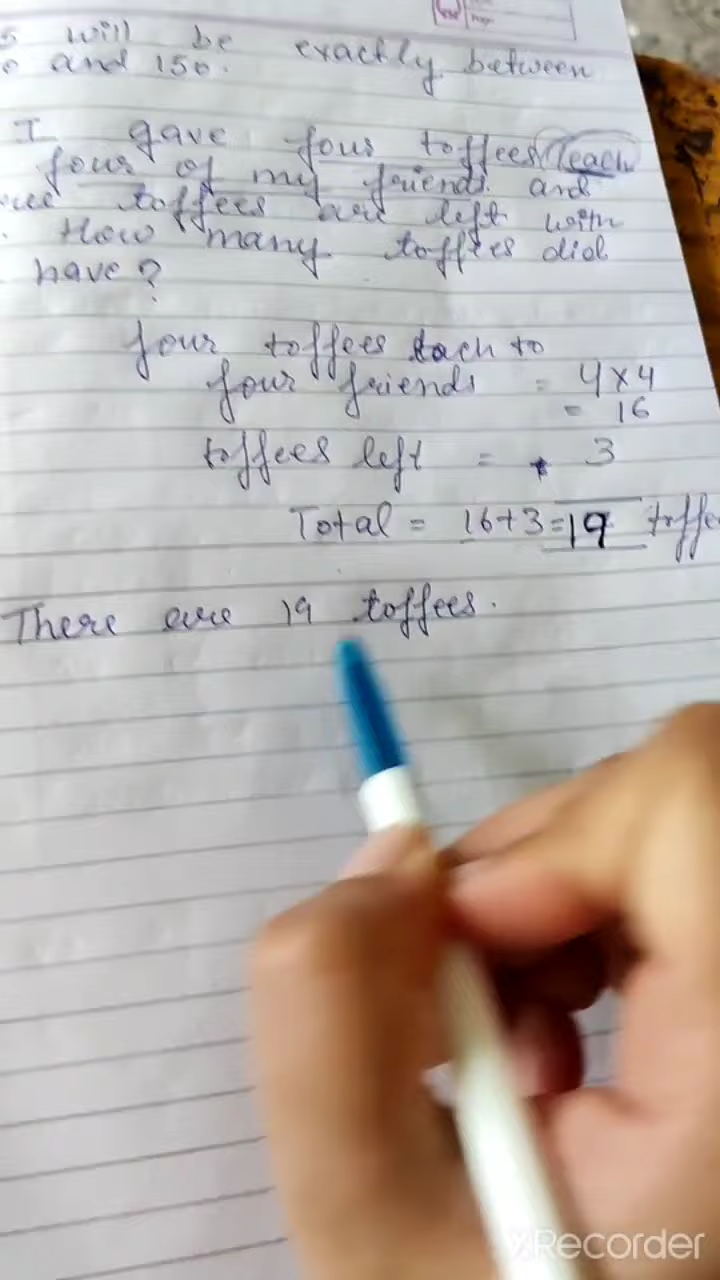 will be exactly between
and 150.
I gave four toffees each
four of my friends and
toffees are left with
How many toffees did
have?
four toffees each to
four friends = 4×4
= 16
toffees left = 3
Total = 16+3=19
There are 19 toffees.
XRecorder